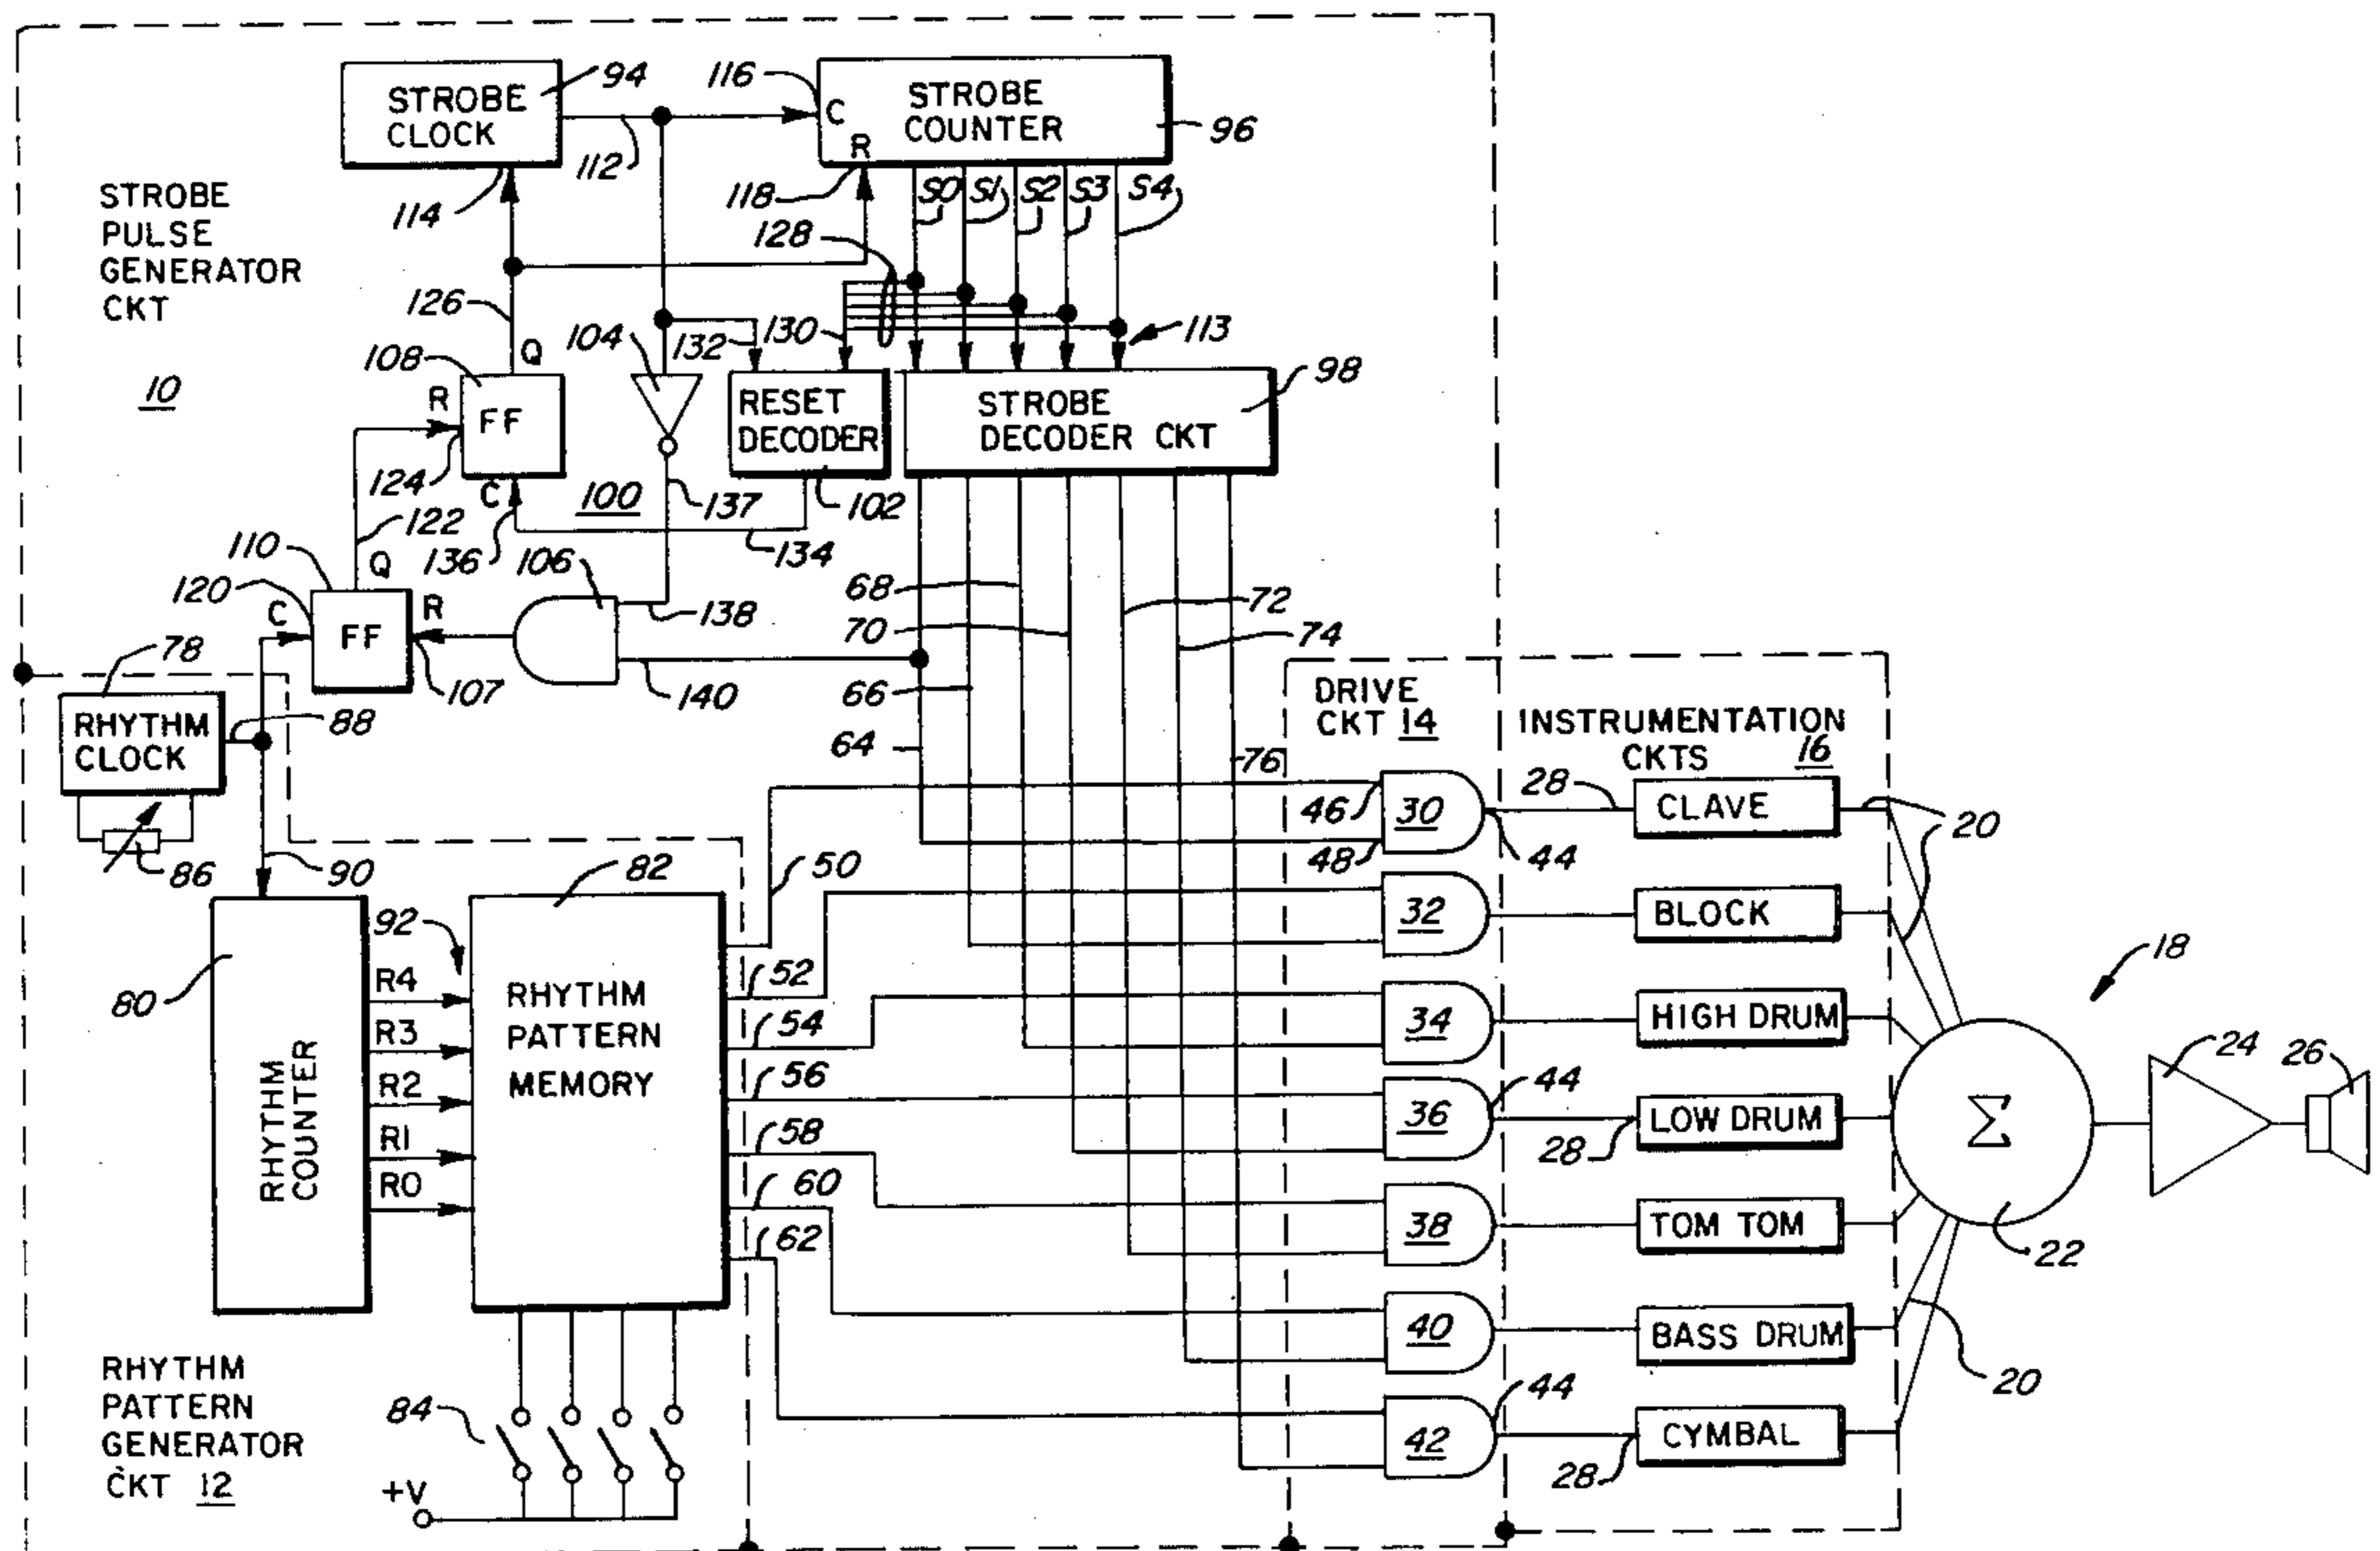 STROBE
CLOCK
94
112
114
116
C
R
STROBE
COUNTER
96
118
S0
S1
S2
S3
S4
STROBE
PULSE
GENERATOR
CKT
10
128
126
130
132
113
104
108
Q
R
FF
124
C
136
100
RESET
DECODER
102
STROBE
DECODER CKT
98
137
134
122
110
120
Q
C
FF
R
107
106
138
140
68
70
66
64
72
74
76
78
RHYTHM
CLOCK
88
86
90
DRIVE
CKT 14
INSTRUMENTATION
CKTS 16
46
48
30
44
28
CLAVE
20
32
BLOCK
34
HIGH DRUM
36
44
28
LOW DRUM
38
TOM TOM
40
BASS DRUM
42
44
28
CYMBAL
20
18
Σ
22
24
26
80
RHYTHM
COUNTER
92
R4
R3
R2
R1
R0
82
RHYTHM
PATTERN
MEMORY
50
52
54
56
58
60
62
84
+V
RHYTHM
PATTERN
GENERATOR
CKT 12